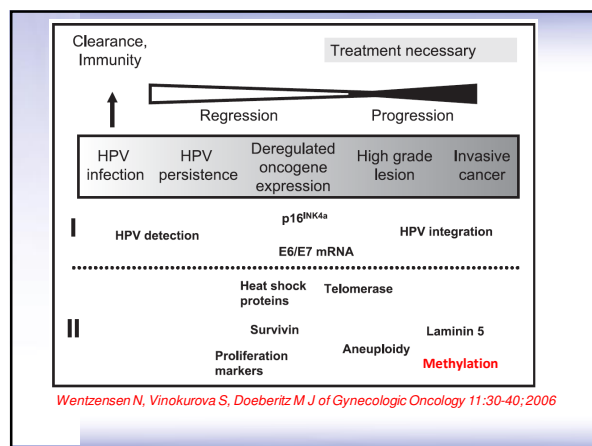 Clearance,
Immunity
Treatment necessary
Regression
Progression
HPV
infection
HPV
persistence
Deregulated
oncogene
expression
High grade
lesion
Invasive
cancer
I
p16INK4a
HPV detection
HPV integration
E6/E7 mRNA
II
Heat shock
proteins
Telomerase
Survivin
Laminin 5
Proliferation
markers
Aneuploidy
Methylation
Wentzensen N, Vinokurova S, Doeberitz M J of Gynecologic Oncology 11:30-40; 2006